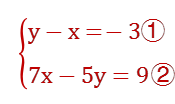 y – x = – 3①
7x – 5y = 9②